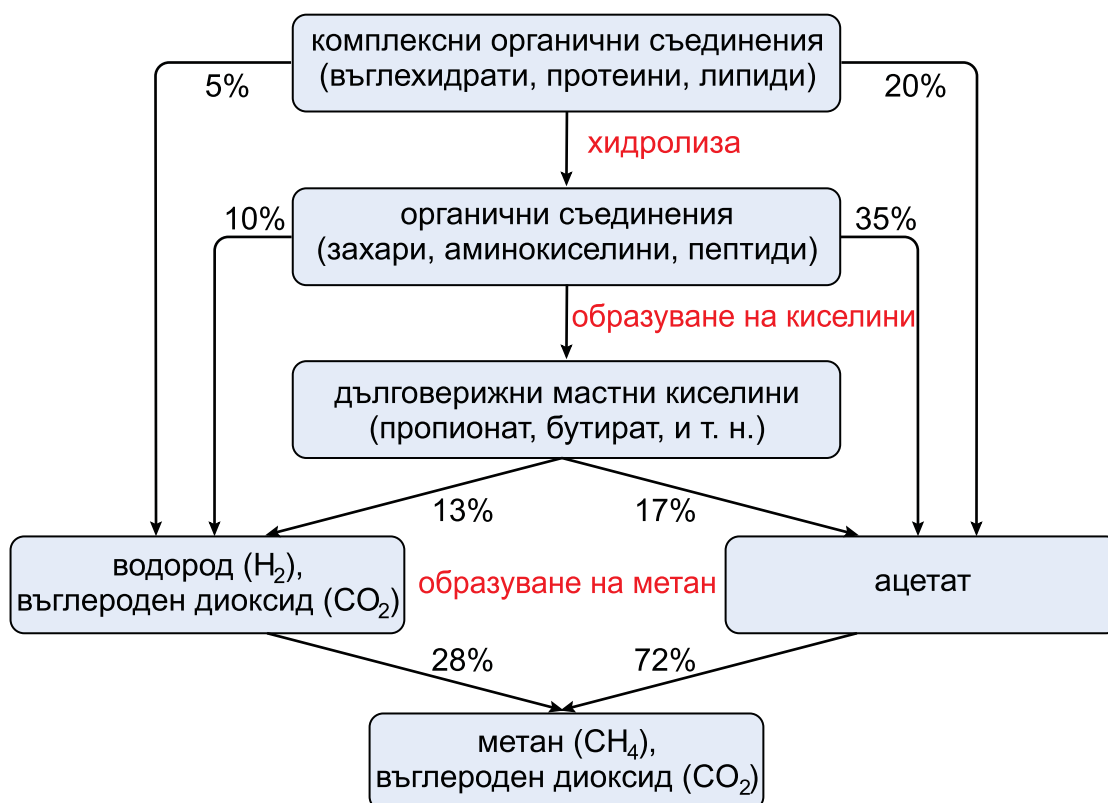 комплексни органични съединения
(въглехидрати, протеини, липиди)
5%
20%
хидролиза
10%
органични съединения
(захари, аминокиселини, пептиди)
35%
образуване на киселини
дълговерижни мастни киселини
(пропионат, бутират, и т. н.)
13%
17%
водород (H₂),
въглероден диоксид (CO₂)
образуване на метан
ацетат
28%
72%
метан (CH₄),
въглероден диоксид (CO₂)